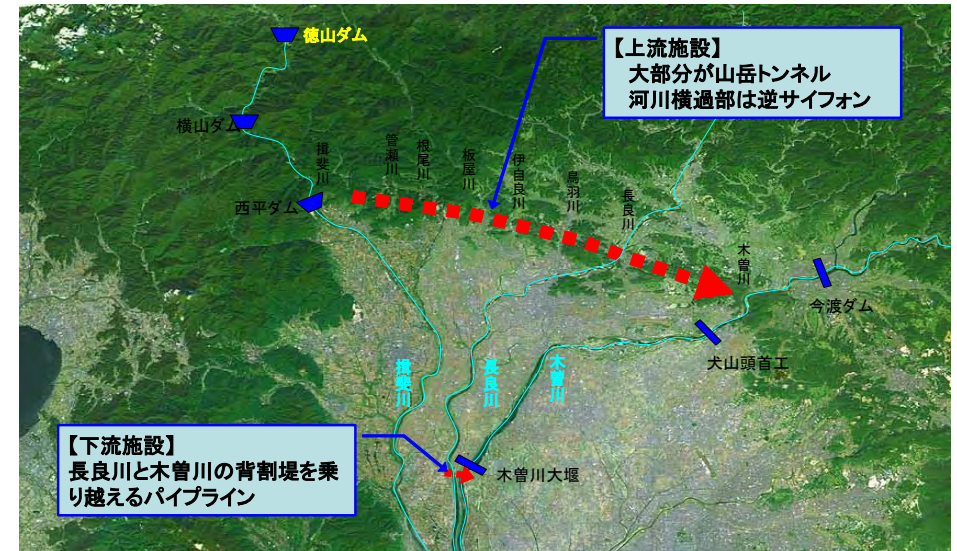 徳山ダム
【上流施設】
大部分が山岳トンネル
河川横過部は逆サイフォン
横山ダム
揖斐川
管瀬川
根尾川
板屋川
伊自良川
鳥羽川
長良川
西平ダム
木曽川
今渡ダム
犬山頭首工
揖斐川
長良川
木曽川
【下流施設】
長良川と木曽川の背割堤を乗
り越えるパイプライン
木曽川大堰